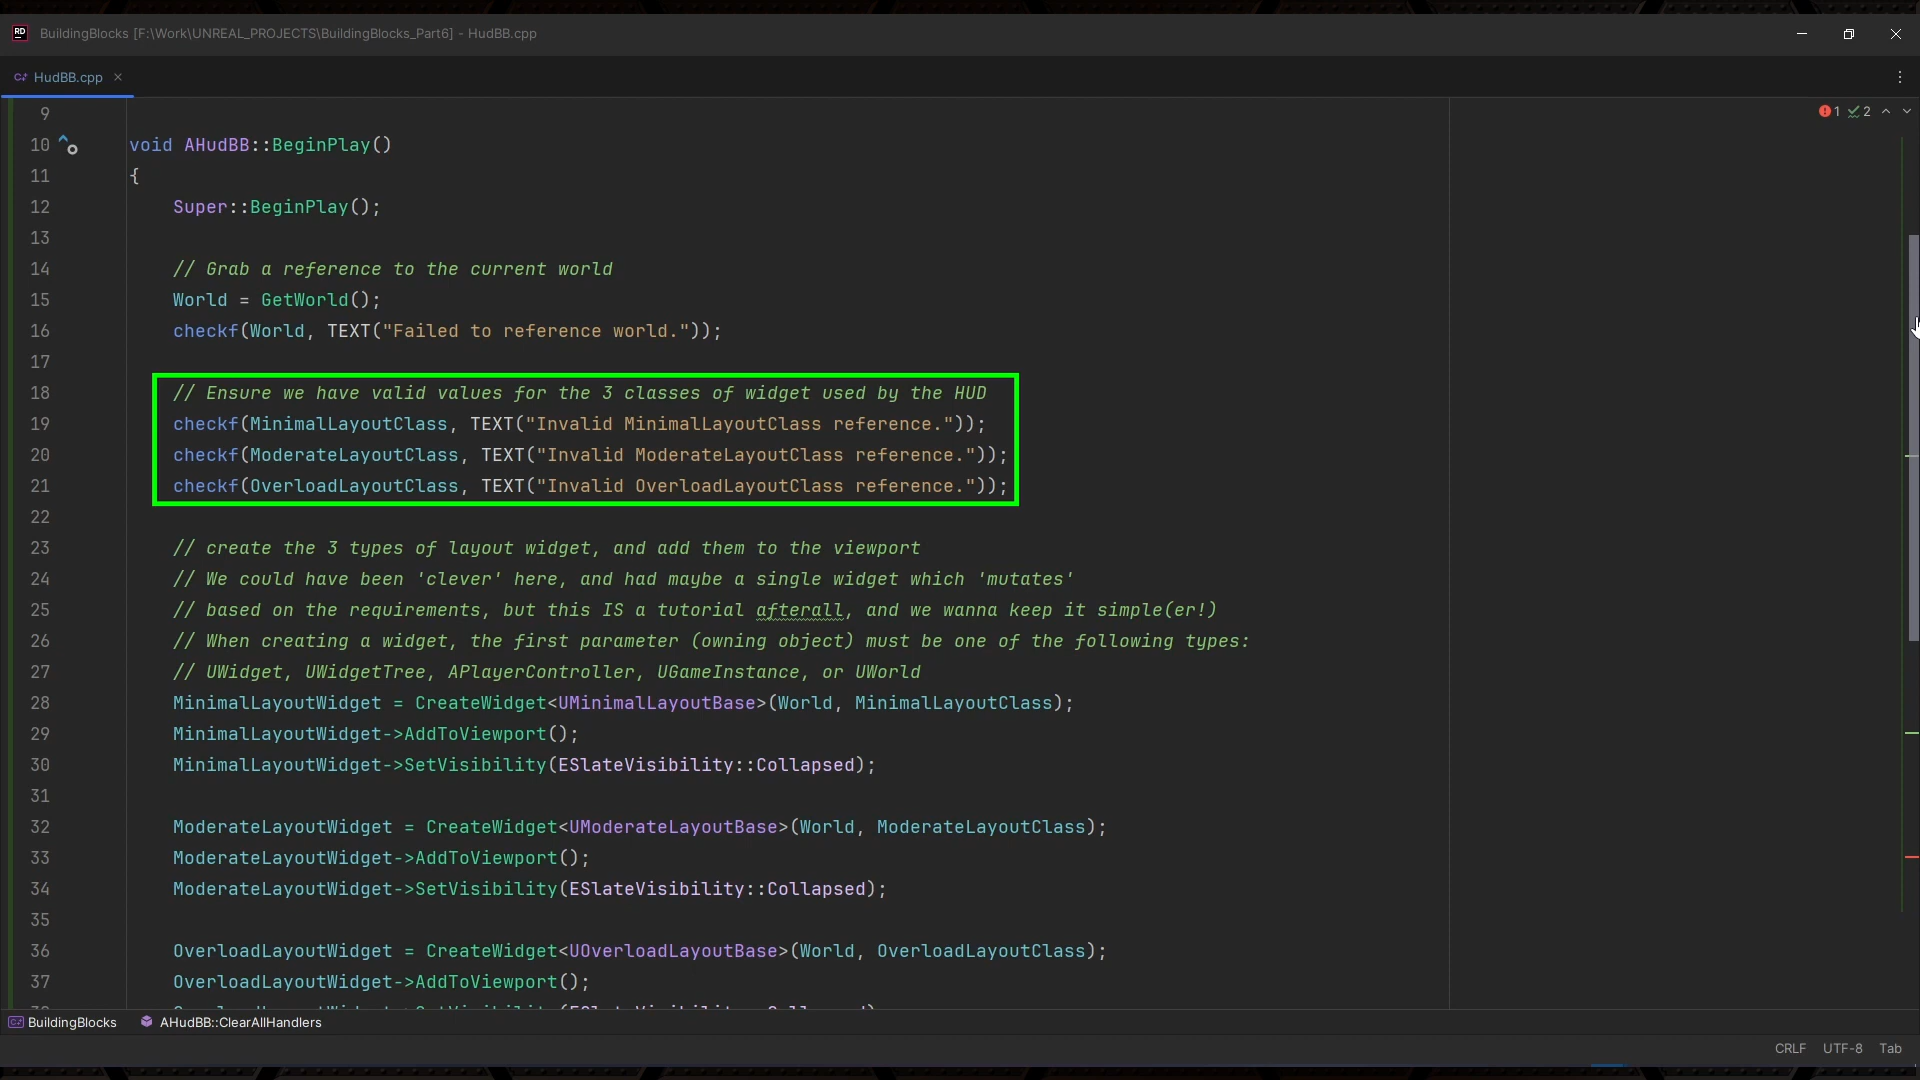 RD BuildingBlocks [F:\Work\UNREAL_PROJECTS\BuildingBlocks_Part6] - HudBB.cpp
C++ HudBB.cpp
1 2
9
10 void AHudBB::BeginPlay()
11 {
12 Super::BeginPlay();
13
14 // Grab a reference to the current world
15 World = GetWorld();
16 checkf(World, TEXT("Failed to reference world."));
17
18 // Ensure we have valid values for the 3 classes of widget used by the HUD
19 checkf(MinimalLayoutClass, TEXT("Invalid MinimalLayoutClass reference."));
20 checkf(ModerateLayoutClass, TEXT("Invalid ModerateLayoutClass reference."));
21 checkf(OverloadLayoutClass, TEXT("Invalid OverloadLayoutClass reference."));
22
23 // create the 3 types of layout widget, and add them to the viewport
24 // We could have been 'clever' here, and had maybe a single widget which 'mutates'
25 // based on the requirements, but this IS a tutorial afterall, and we wanna keep it simple(er!)
26 // When creating a widget, the first parameter (owning object) must be one of the following types:
27 // UWidget, UWidgetTree, APlayerController, UGameInstance, or UWorld
28 MinimalLayoutWidget = CreateWidget<UMinimalLayoutBase>(World, MinimalLayoutClass);
29 MinimalLayoutWidget->AddToViewport();
30 MinimalLayoutWidget->SetVisibility(ESlateVisibility::Collapsed);
31
32 ModerateLayoutWidget = CreateWidget<UModerateLayoutBase>(World, ModerateLayoutClass);
33 ModerateLayoutWidget->AddToViewport();
34 ModerateLayoutWidget->SetVisibility(ESlateVisibility::Collapsed);
35
36 OverloadLayoutWidget = CreateWidget<UOverloadLayoutBase>(World, OverloadLayoutClass);
37 OverloadLayoutWidget->AddToViewport();
BuildingBlocks AHudBB::ClearAllHandlers
CRLF UTF-8 Tab